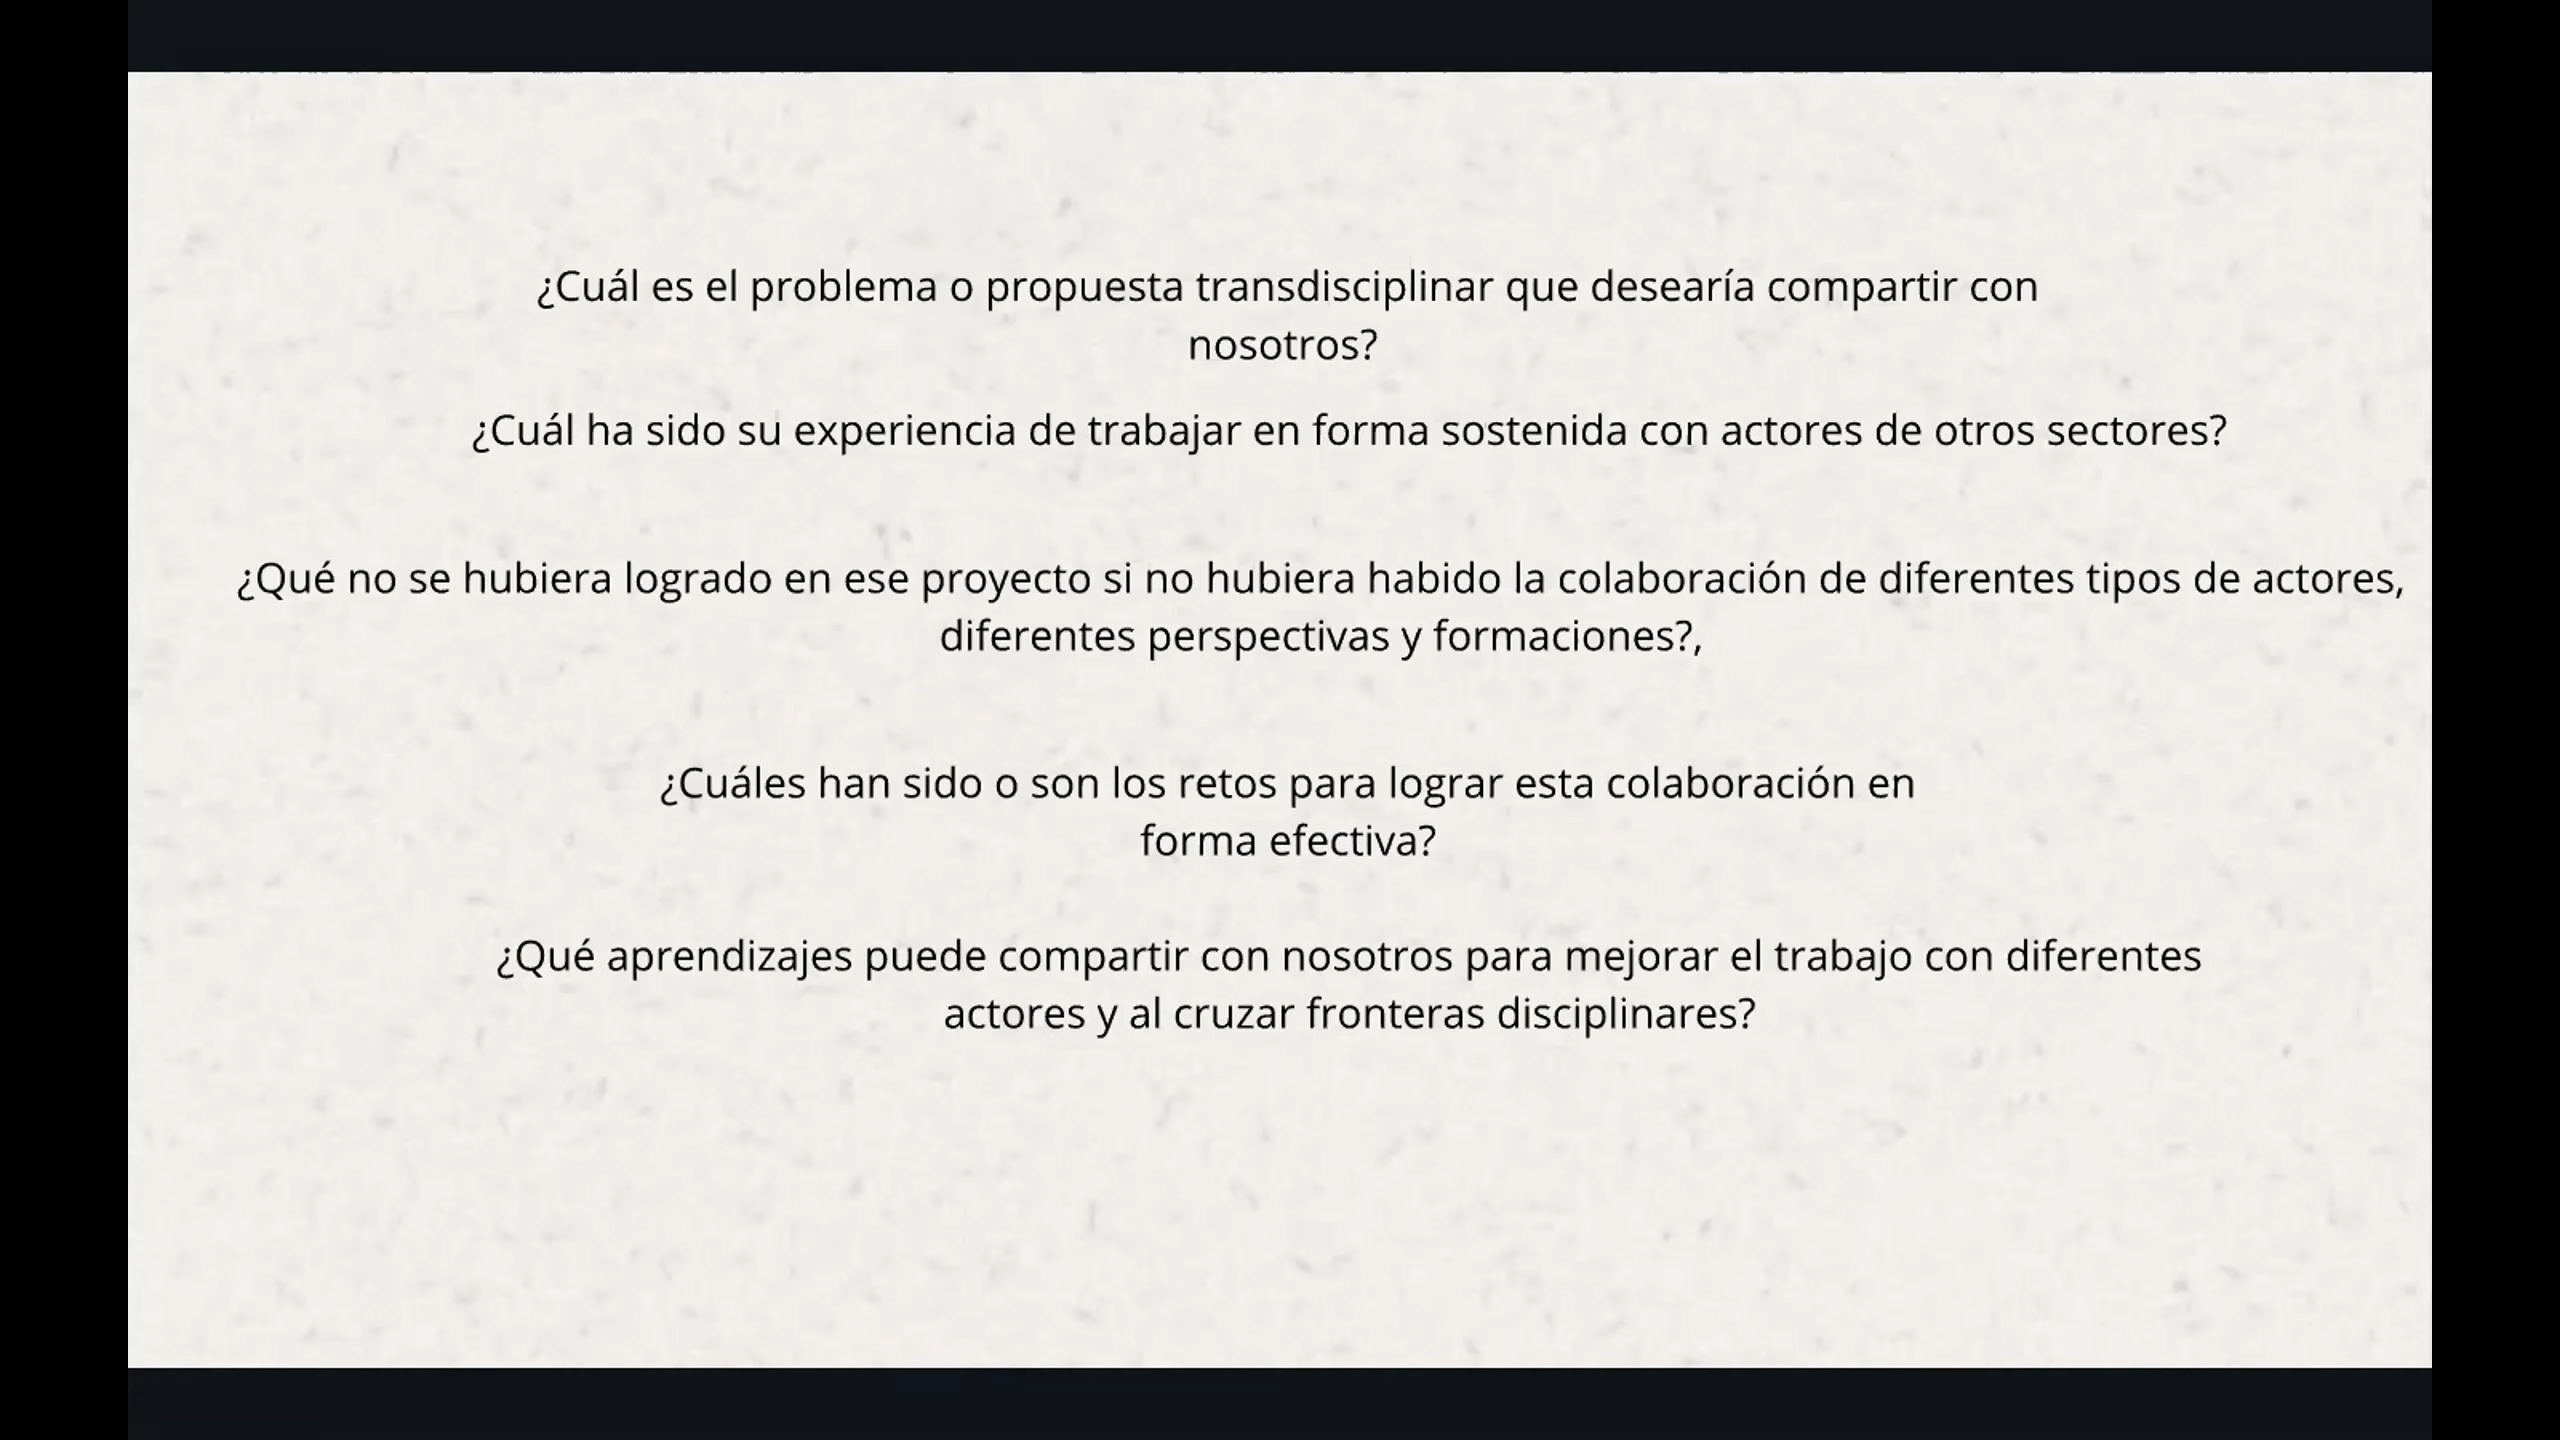 ¿Cuál es el problema o propuesta transdisciplinar que desearía compartir con
nosotros?
¿Cuál ha sido su experiencia de trabajar en forma sostenida con actores de otros sectores?
¿Qué no se hubiera logrado en ese proyecto si no hubiera habido la colaboración de diferentes tipos de actores,
diferentes perspectivas y formaciones?,
¿Cuáles han sido o son los retos para lograr esta colaboración en
forma efectiva?
¿Qué aprendizajes puede compartir con nosotros para mejorar el trabajo con diferentes
actores y al cruzar fronteras disciplinares?